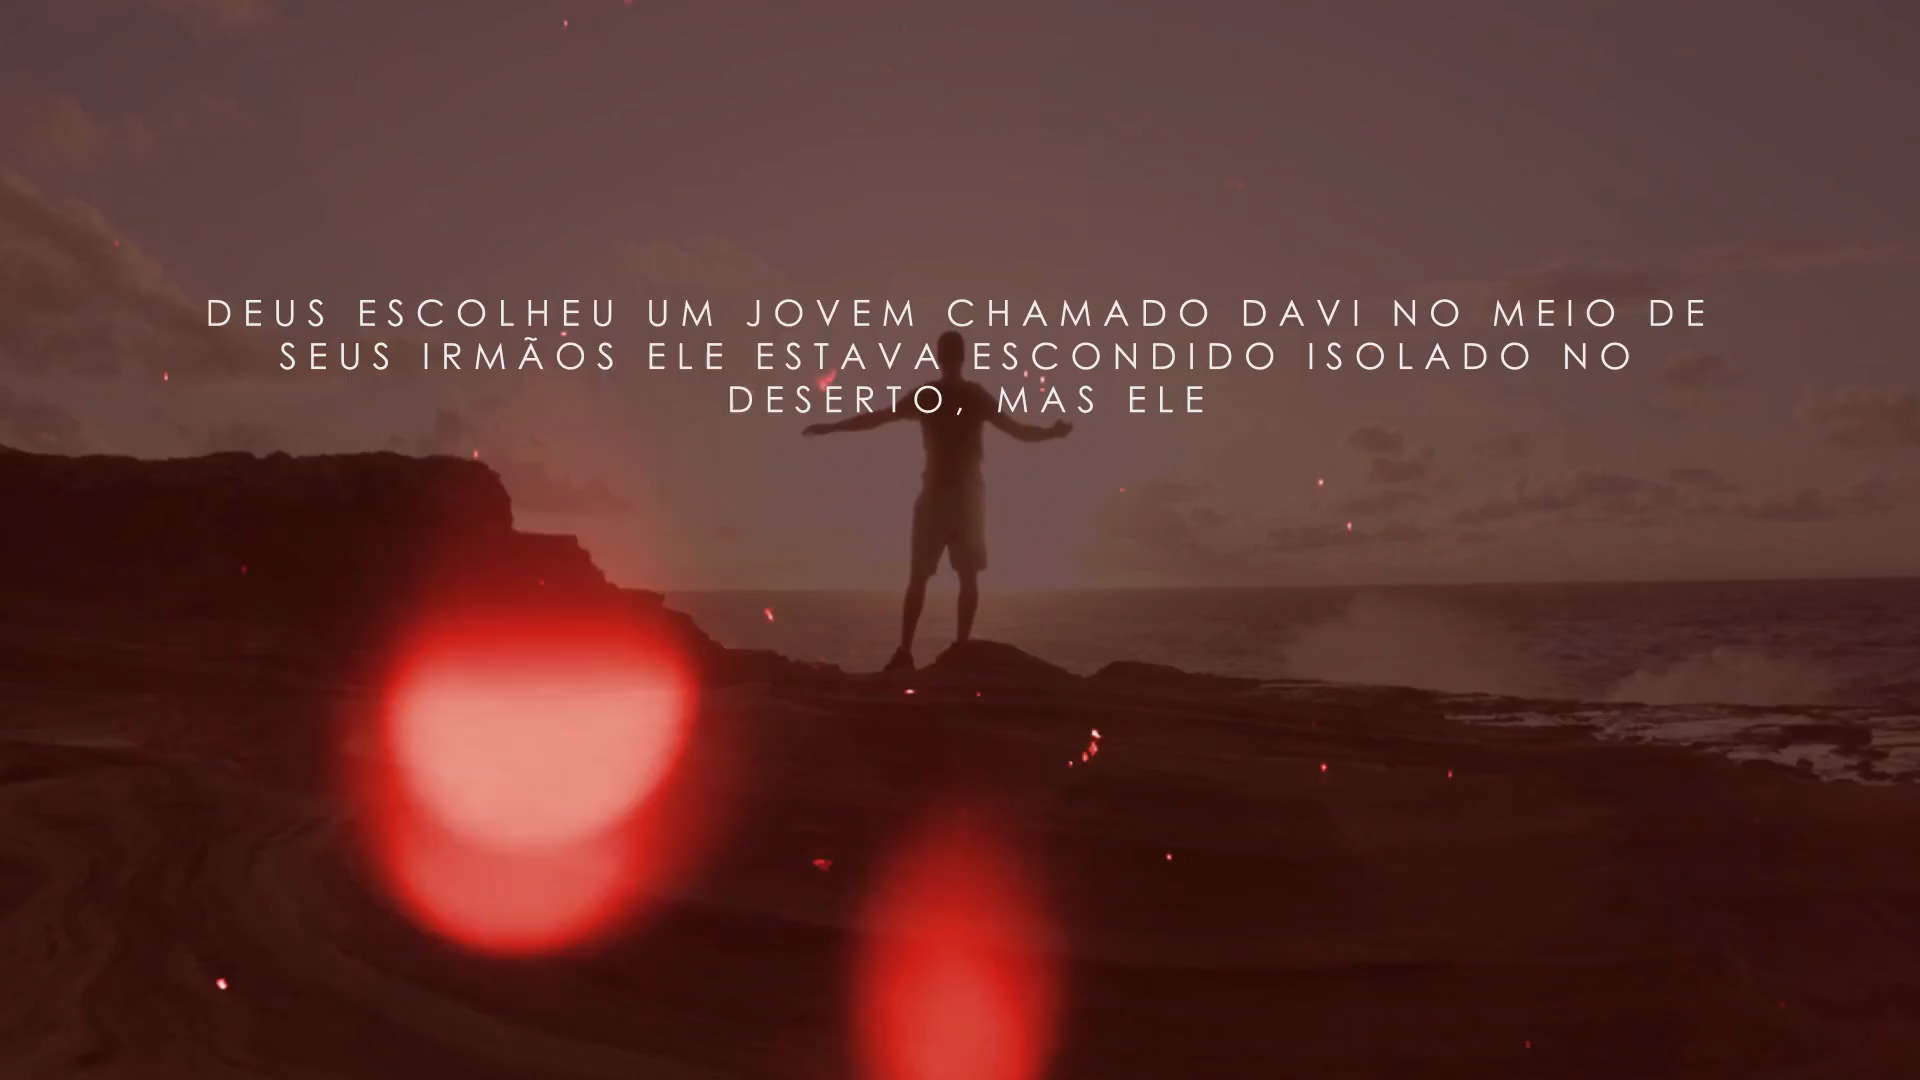 DEUS ESCOLHEU UM JOVEM CHAMADO DAVI NO MEIO DE
SEUS IRMÃOS ELE ESTAVA ESCONDIDO ISOLADO NO
DESERTO, MAS ELE